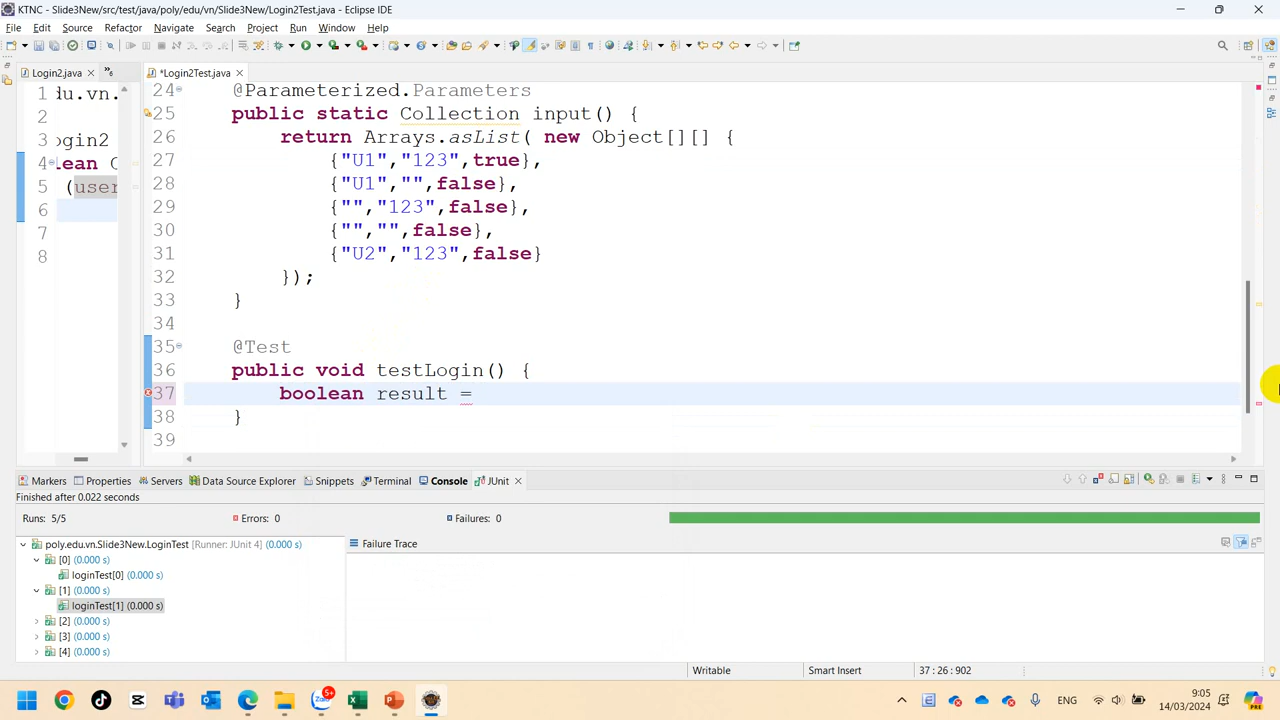 KTNC - Slide3New/src/test/java/poly/edu/vn/Slide3New/Login2Test.java - Eclipse IDE
File Edit Source Refactor Navigate Search Project Run Window Help
Login2.java
*Login2Test.java
1 du.vn.
2
3 ogin2
4 lean C
5 (user
6
7
8
24 @Parameterized.Parameters
25 public static Collection input() {
26 return Arrays.asList( new Object[][] {
27 {"U1","123",true},
28 {"U1","",false},
29 {"","123",false},
30 {"","",false},
31 {"U2","123",false}
32 });
33 }
34
35 @Test
36 public void testLogin() {
37 boolean result =
38 }
39
Markers Properties Servers Data Source Explorer Snippets Terminal Console JUnit
Finished after 0.022 seconds
Runs: 5/5 Errors: 0 Failures: 0
poly.edu.vn.Slide3New.LoginTest [Runner: JUnit 4] (0.000 s)
[0] (0.000 s)
loginTest[0] (0.000 s)
[1] (0.000 s)
loginTest[1] (0.000 s)
[2] (0.000 s)
[3] (0.000 s)
[4] (0.000 s)
Failure Trace
Writable Smart Insert 37 : 26 : 902
5+
ENG
9:05
14/03/2024
PRE